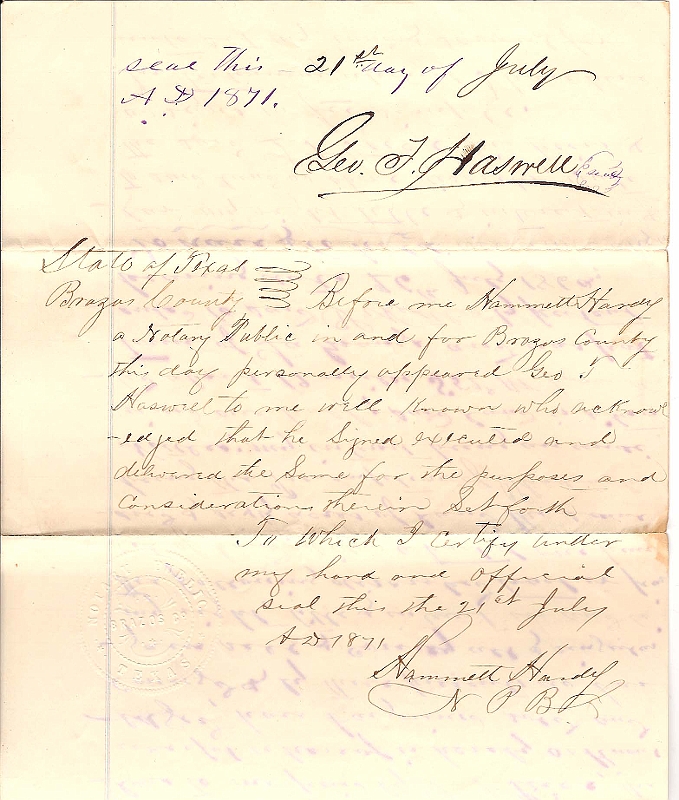 seal this - 21st day of July
A D 1871.
Geo. T. Haswell
State of Texas
Brazos County Before me Hammett Hardy
a Notary Public in and for Brazos County
this day personally appeared Geo T
Haswell to me well known who acknowl
-edged that he Signed executed and
delivered the Same for the purposes and
Considerations therein Set forth
To Which I Certify under
my hand and official
seal this the 21st July
A D 1871
Hammett Hardy
N P B